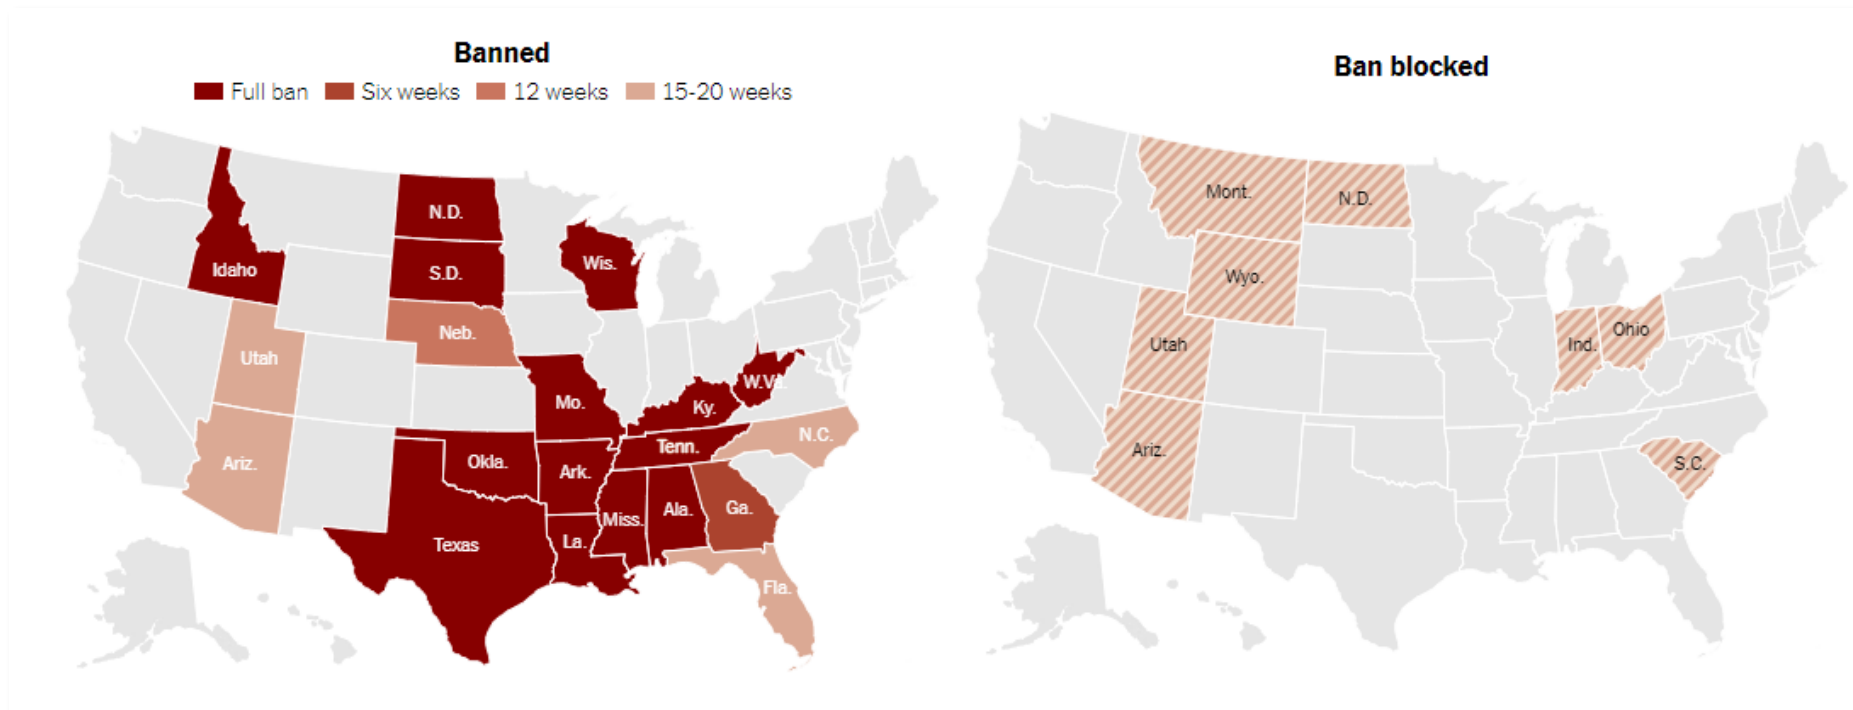 Banned
Full ban Six weeks 12 weeks 15-20 weeks
N.D.
Wis.
Idaho
S.D.
Neb.
Utah
W.Va.
Mo.
Ky.
N.C.
Tenn.
Ariz.
Okla.
Ark.
Miss.
Ala.
Ga.
Texas
La.
Fla.
Ban blocked
Mont.
N.D.
Wyo.
Ohio
Utah
Ind.
Ariz.
S.C.